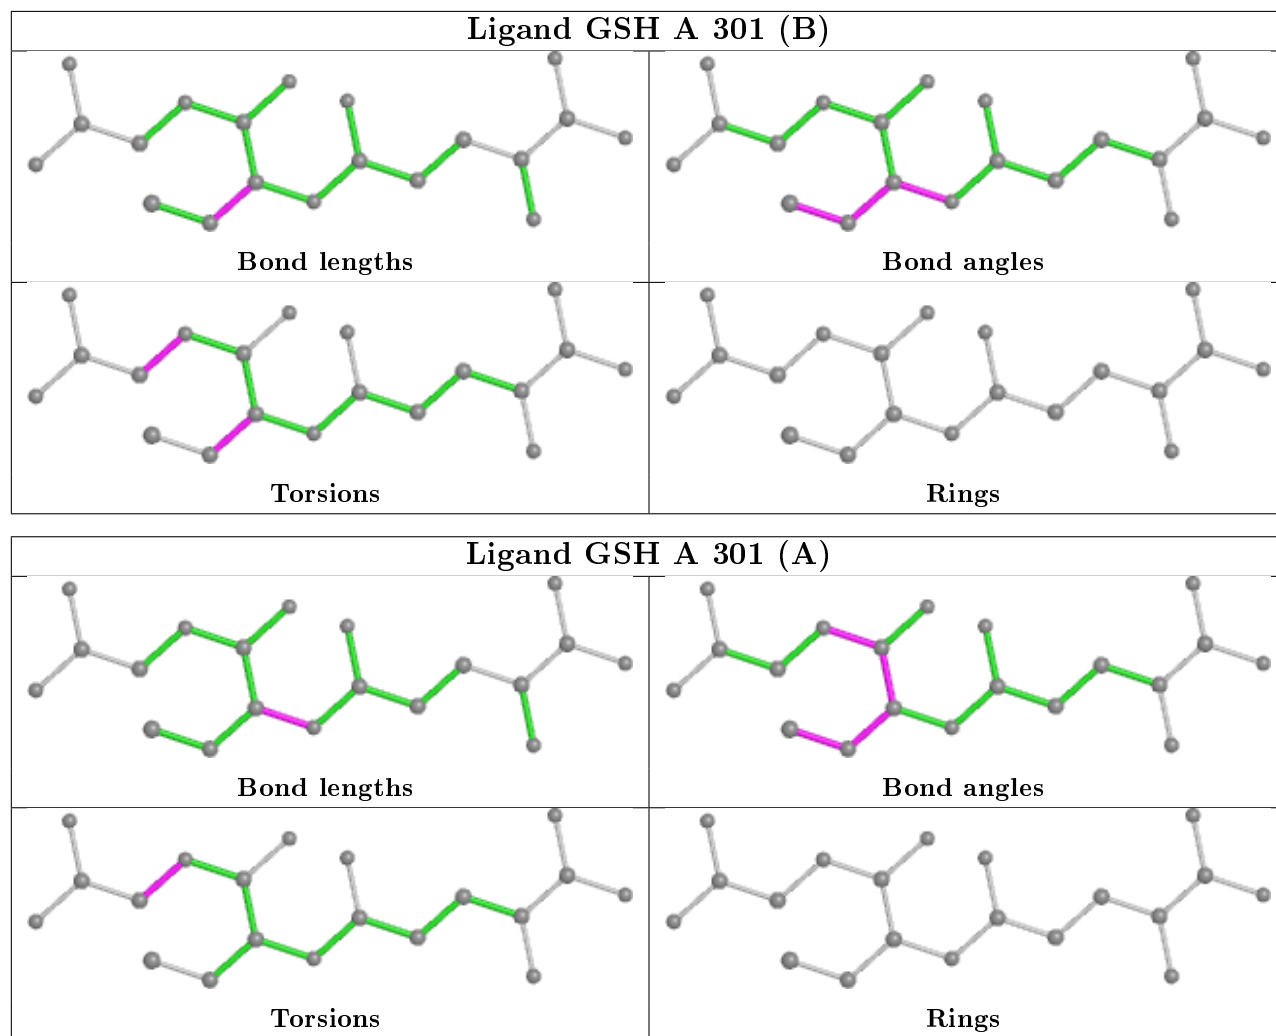 Ligand GSH A 301 (B)
Bond lengths
Bond angles
Torsions
Rings
Ligand GSH A 301 (A)
Bond lengths
Bond angles
Torsions
Rings